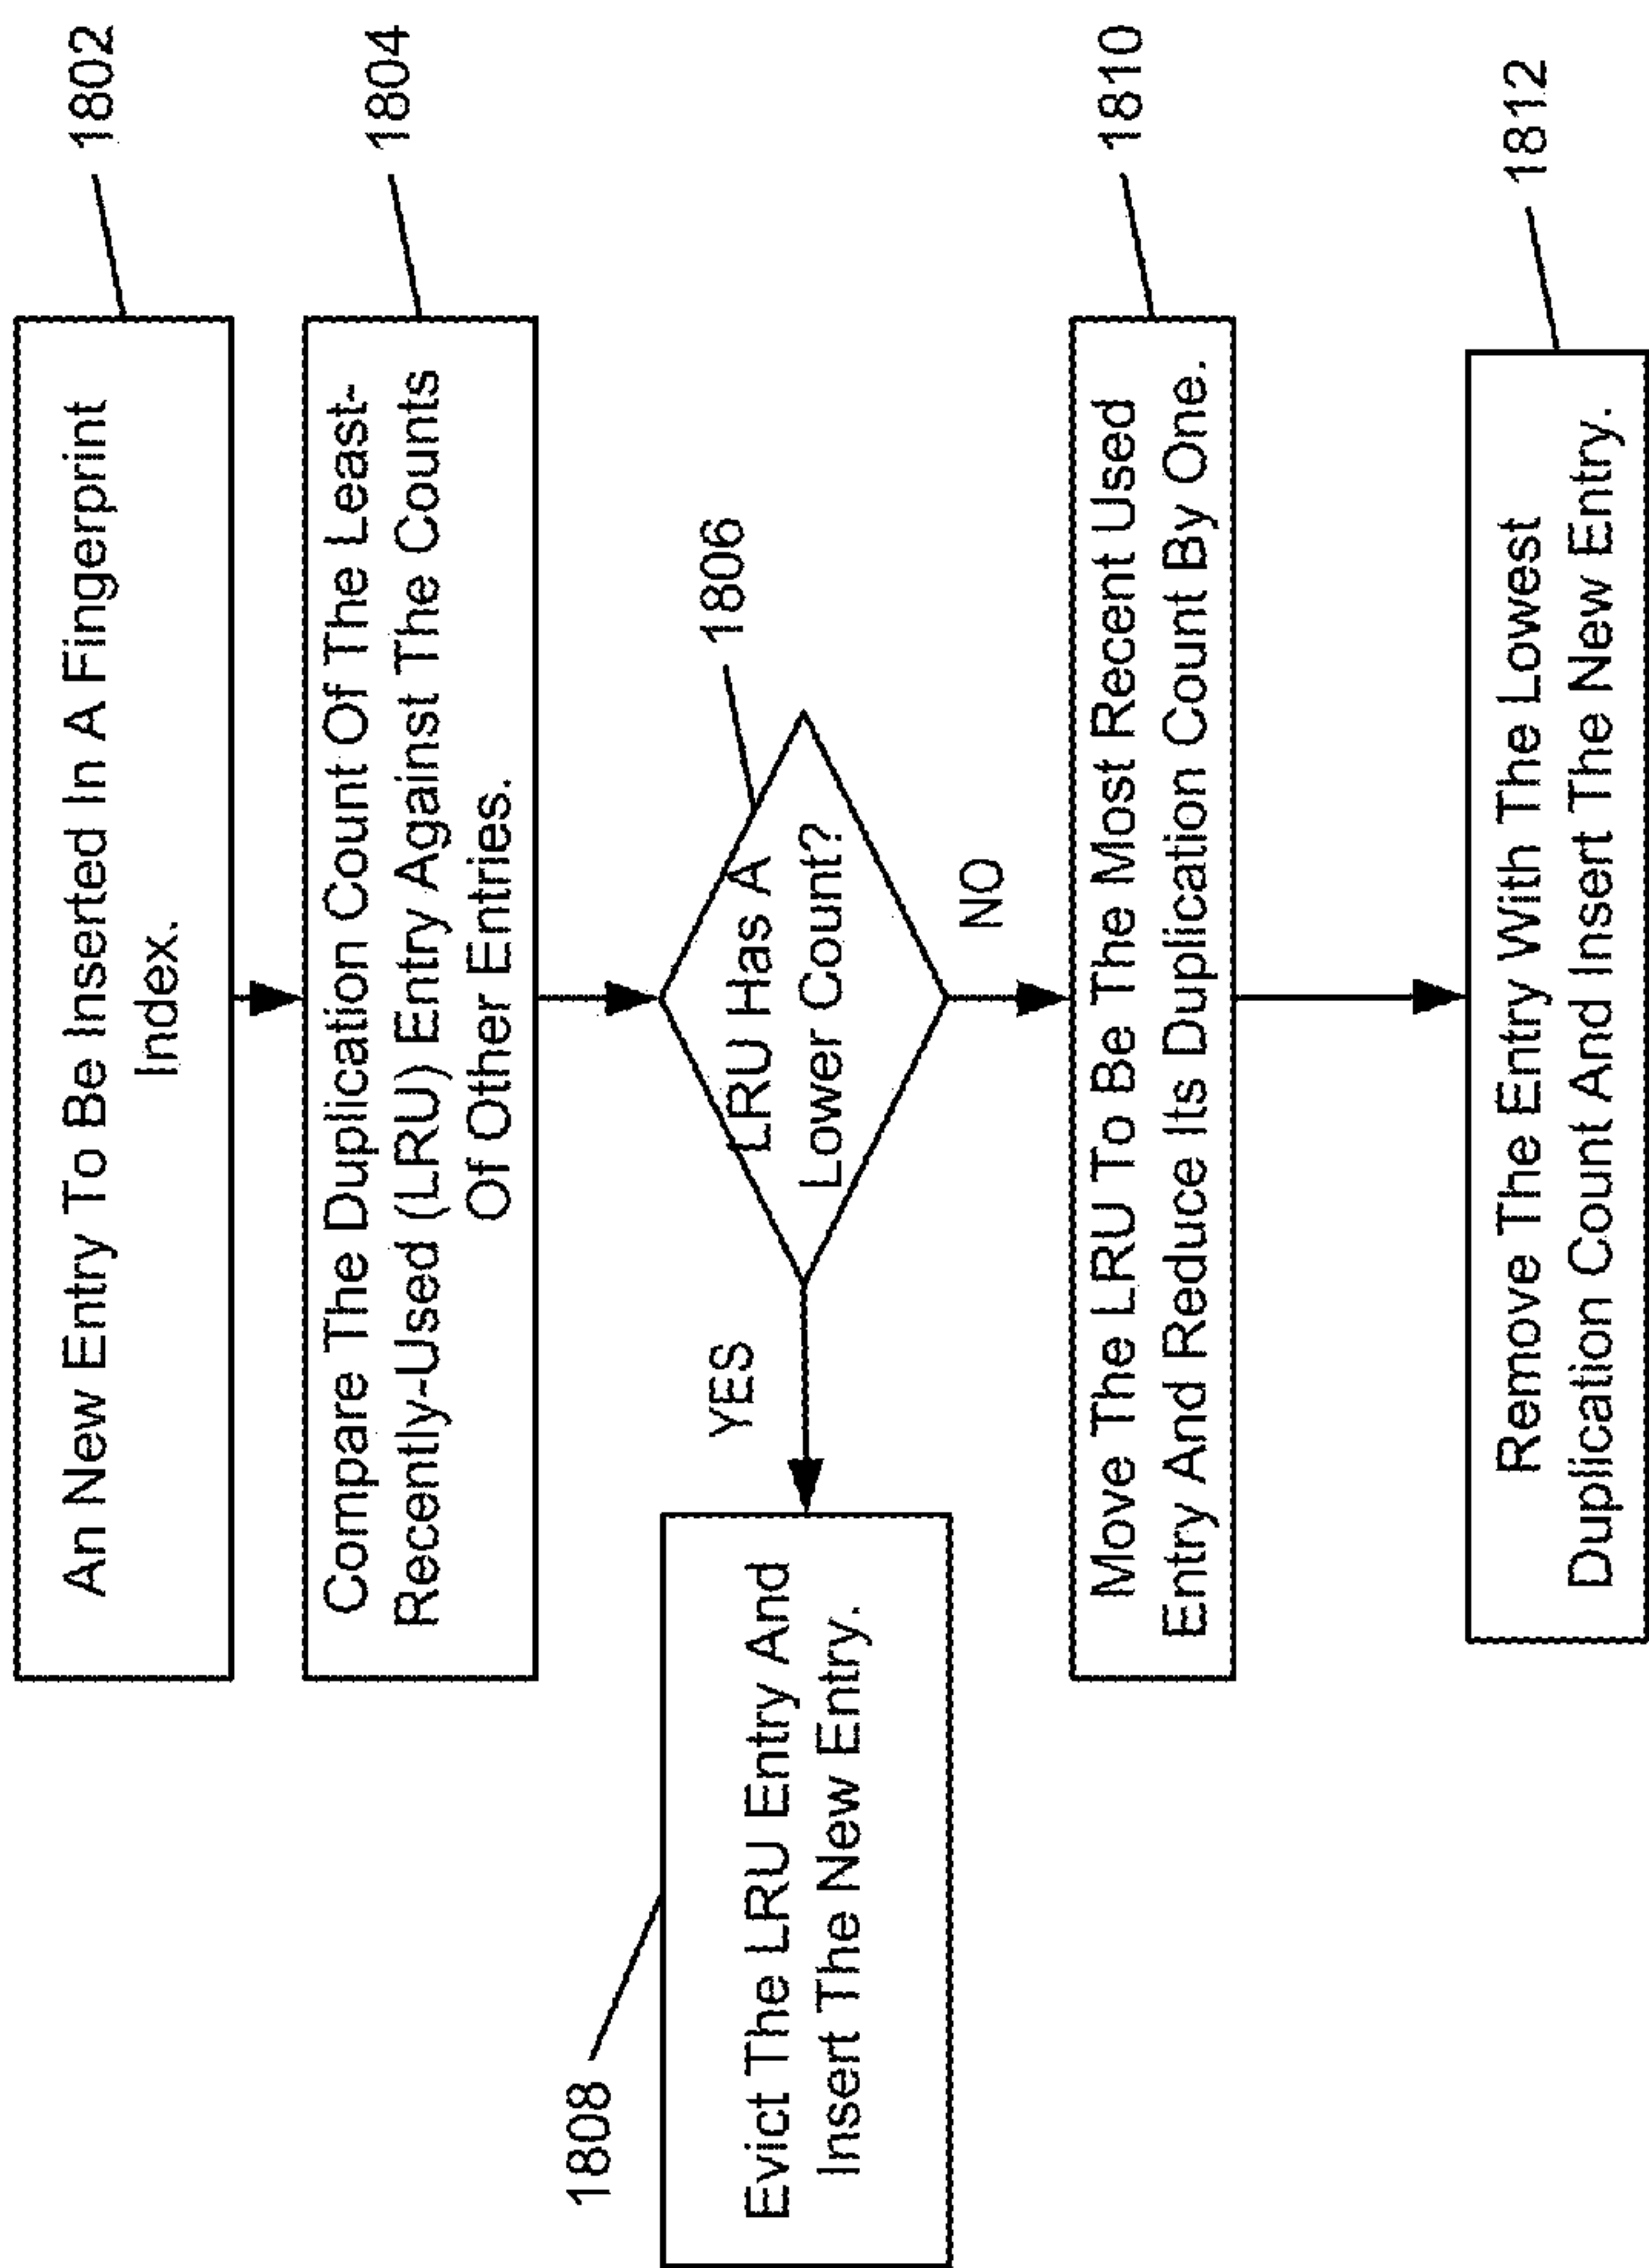 An New Entry To Be Inserted In A Fingerprint
Index.
1802
Compare The Duplication Count Of The Least-
Recently-Used (LRU) Entry Against The Counts
Of Other Entries.
1804
LRU Has A
Lower Count?
1806
YES
NO
1808
Evict The LRU Entry And
Insert The New Entry.
Move The LRU To Be The Most Recent Used
Entry And Reduce Its Duplication Count By One.
1810
Remove The Entry With The Lowest
Duplication Count And Insert The New Entry.
1812